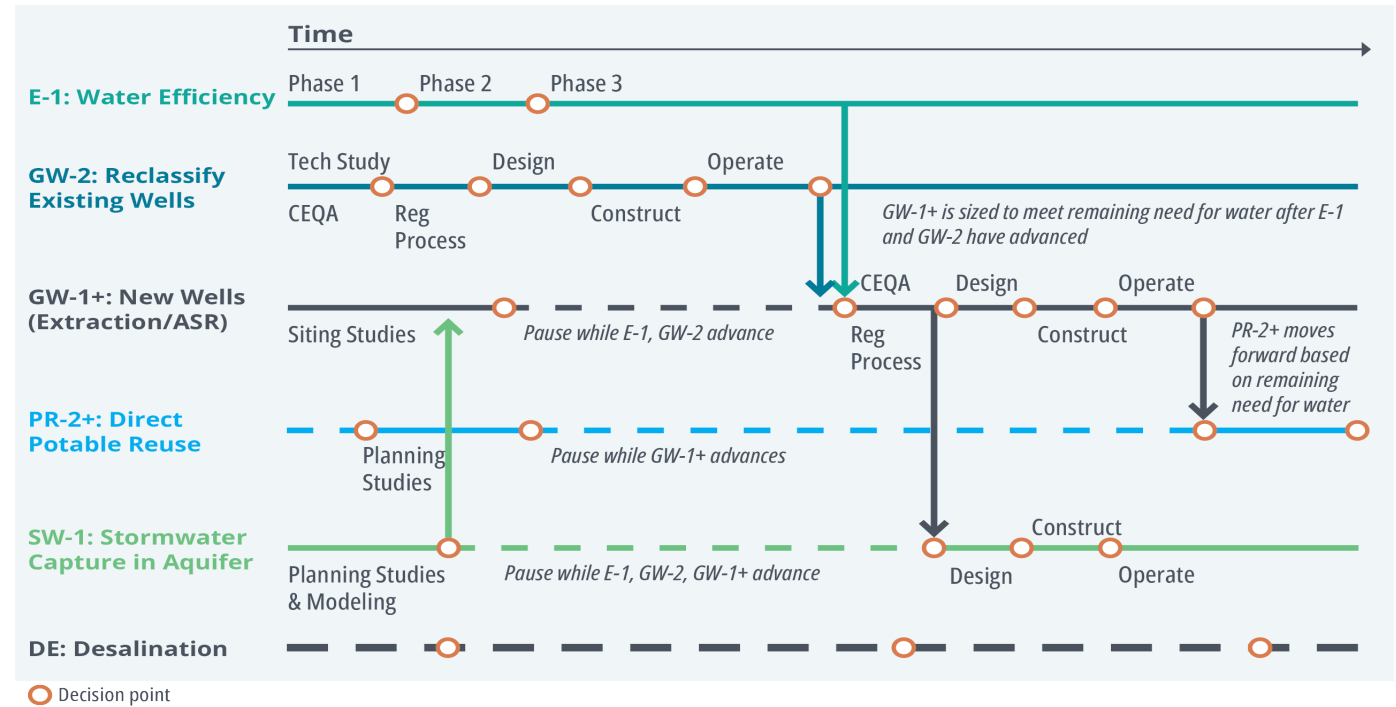 Time
Phase 1
Phase 2
Phase 3
E-1: Water Efficiency
Tech Study
Design
Operate
GW-2: Reclassify
Existing Wells
CEQA
Reg
Process
Construct
GW-1+ is sized to meet remaining need for water after E-1
and GW-2 have advanced
GW-1+: New Wells
(Extraction/ASR)
CEQA
Design
Operate
Siting Studies
Pause while E-1, GW-2 advance
Reg
Process
Construct
PR-2+ moves
forward based
on remaining
need for water
PR-2+: Direct
Potable Reuse
Planning
Studies
Pause while GW-1+ advances
SW-1: Stormwater
Capture in Aquifer
Construct
Planning Studies
& Modeling
Pause while E-1, GW-2, GW-1+ advance
Design
Operate
DE: Desalination
Decision point